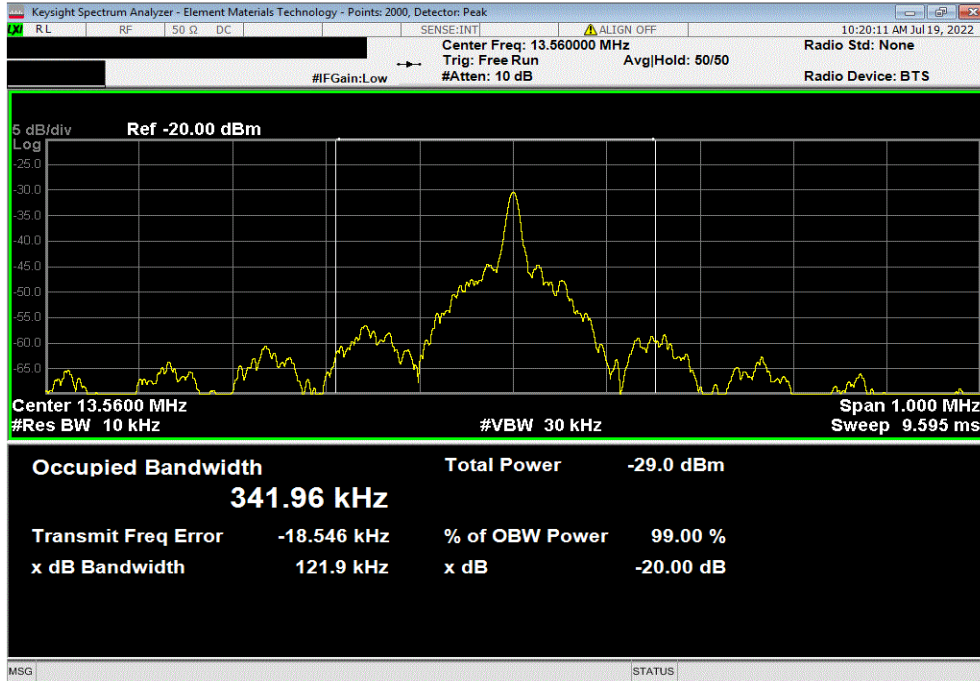 Keysight Spectrum Analyzer - Element Materials Technology - Points: 2000, Detector: Peak
LXI RL RF 50 Ω DC SENSE:INT ALIGN OFF 10:20:11 AM Jul 19, 2022
Center Freq: 13.560000 MHz Radio Std: None
Trig: Free Run Avg|Hold: 50/50
#IFGain:Low #Atten: 10 dB Radio Device: BTS
5 dB/div Ref -20.00 dBm
Log
-25.0
-30.0
-35.0
-40.0
-45.0
-50.0
-55.0
-60.0
-65.0
Center 13.5600 MHz Span 1.000 MHz
#Res BW 10 kHz #VBW 30 kHz Sweep 9.595 ms
Occupied Bandwidth Total Power -29.0 dBm
341.96 kHz
Transmit Freq Error -18.546 kHz % of OBW Power 99.00 %
x dB Bandwidth 121.9 kHz x dB -20.00 dB
MSG STATUS